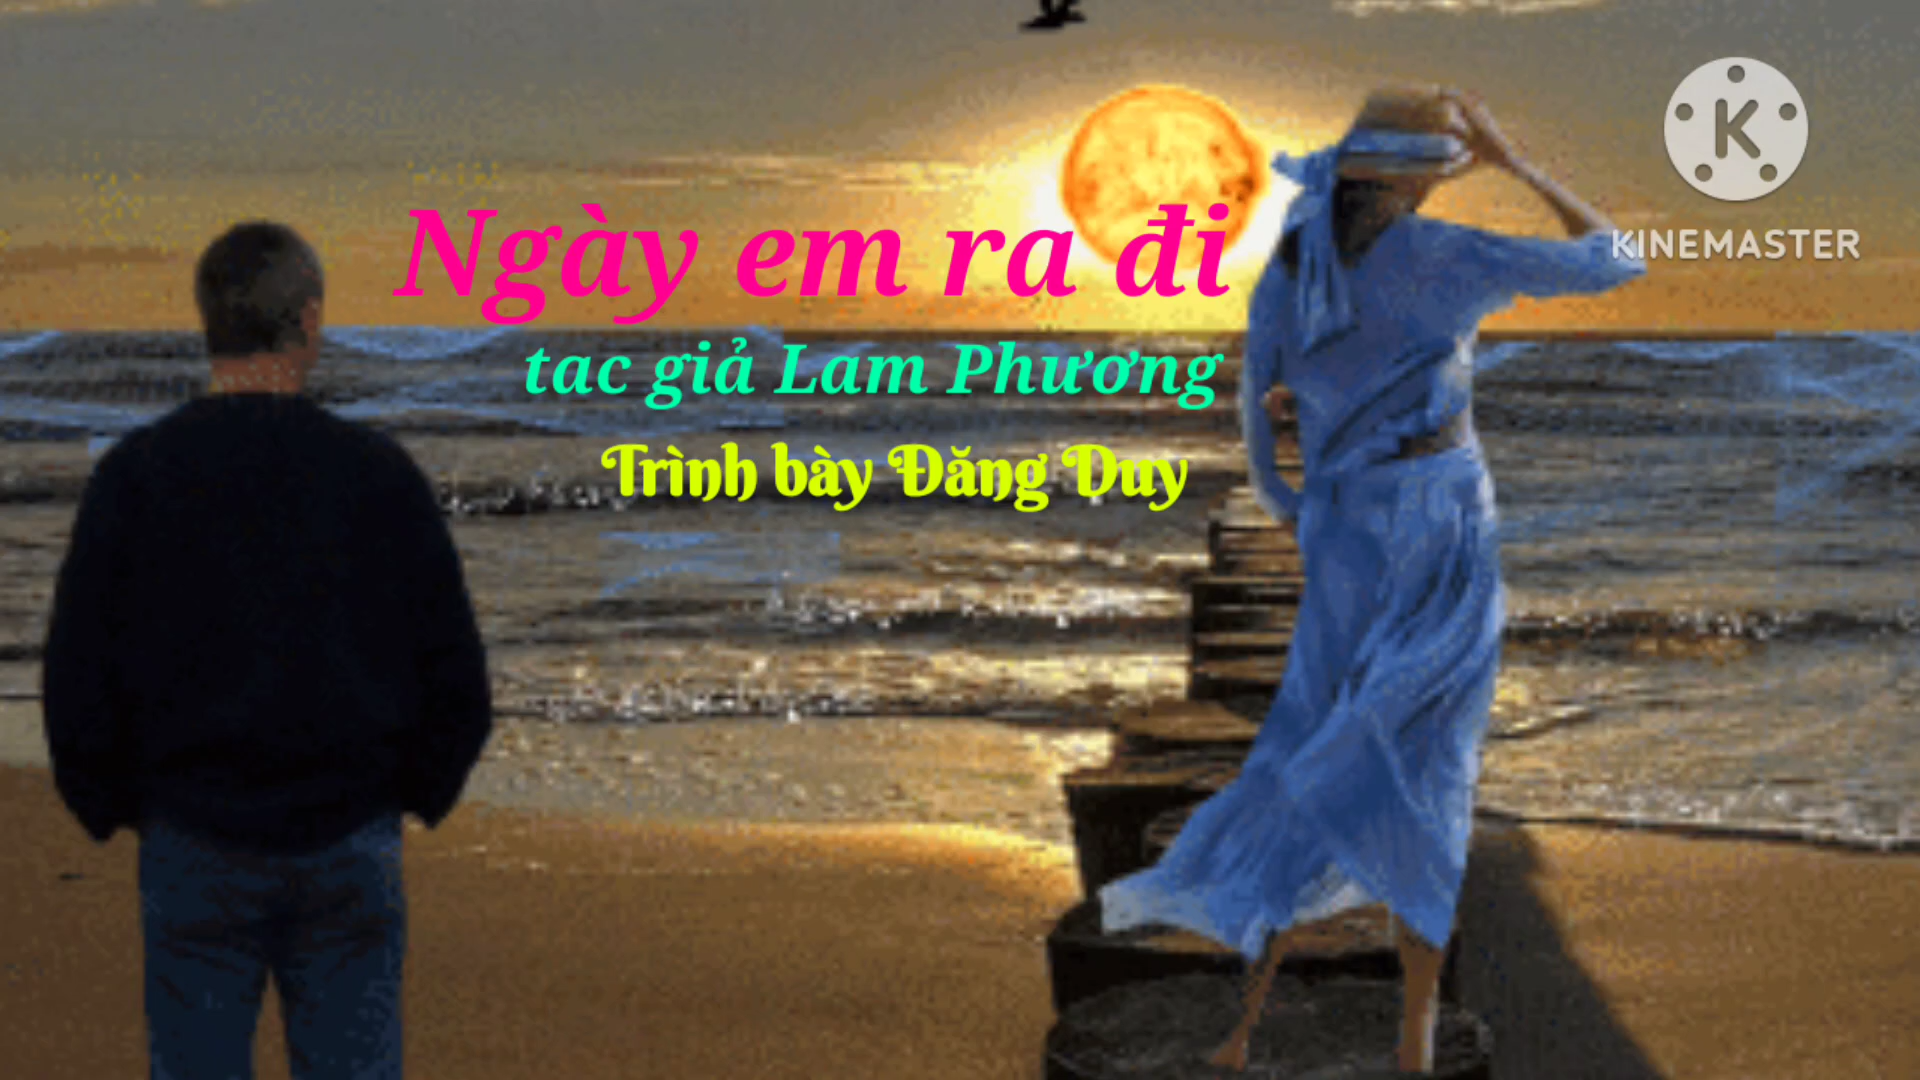 Ngày em ra đi
tac giả Lam Phương
Trình bày Đăng Duy
K
KINEMASTER